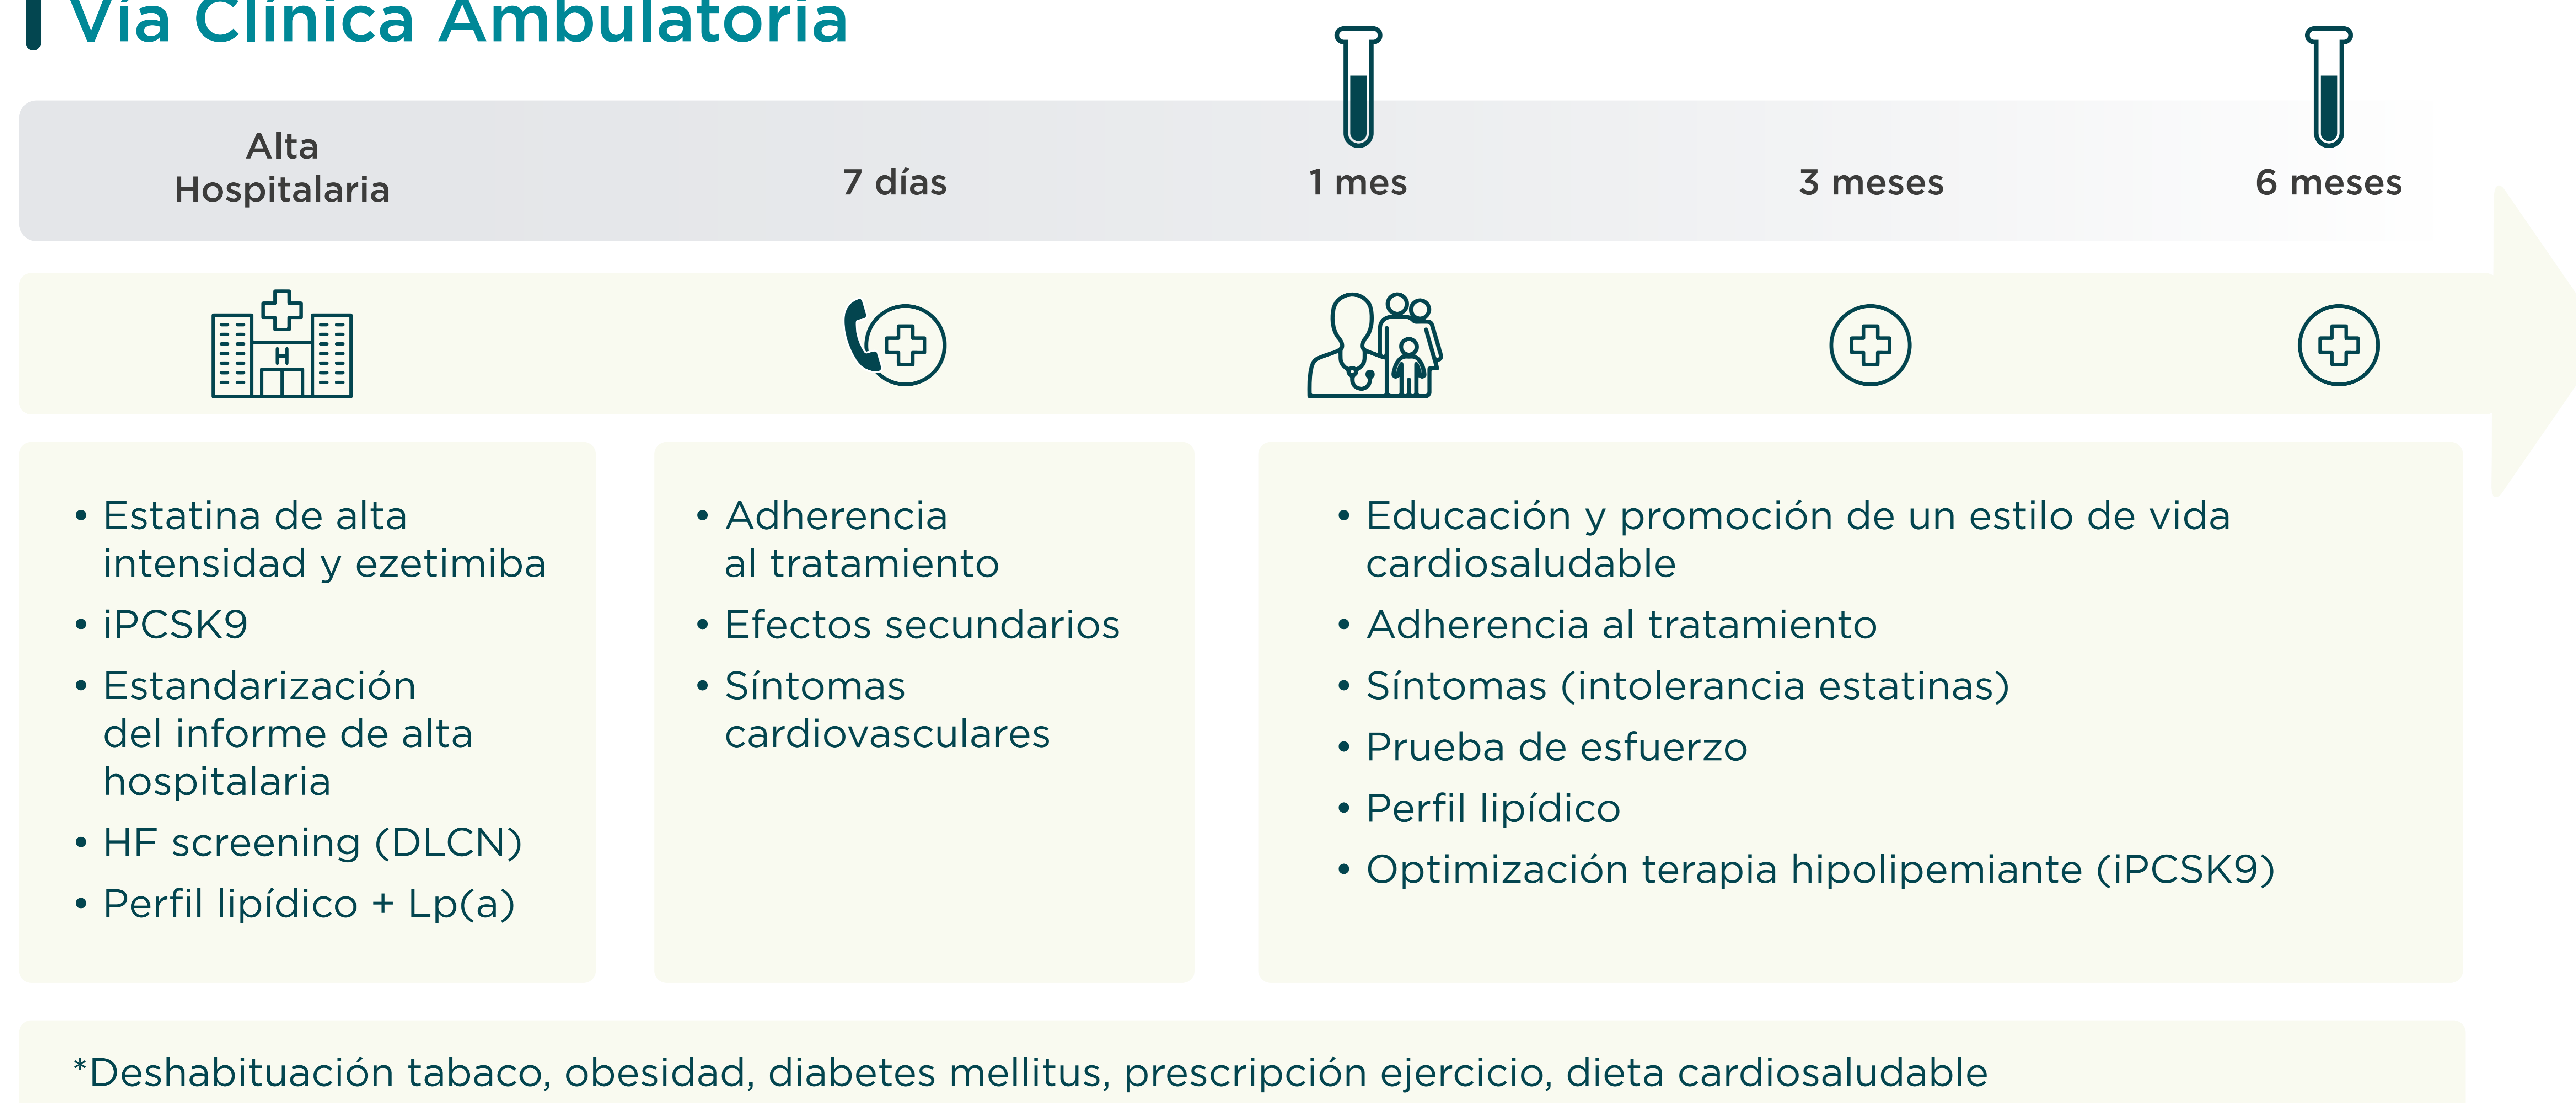 Vía Clínica Ambulatoria
Alta
Hospitalaria
7 días
1 mes
3 meses
6 meses
H
• Estatina de alta
intensidad y ezetimiba
• iPCSK9
• Estandarización
del informe de alta
hospitalaria
• HF screening (DLCN)
• Perfil lipídico + Lp(a)
• Adherencia
al tratamiento
• Efectos secundarios
• Síntomas
cardiovasculares
• Educación y promoción de un estilo de vida
cardiosaludable
• Adherencia al tratamiento
• Síntomas (intolerancia estatinas)
• Prueba de esfuerzo
• Perfil lipídico
• Optimización terapia hipolipemiante (iPCSK9)
*Deshabituación tabaco, obesidad, diabetes mellitus, prescripción ejercicio, dieta cardiosaludable